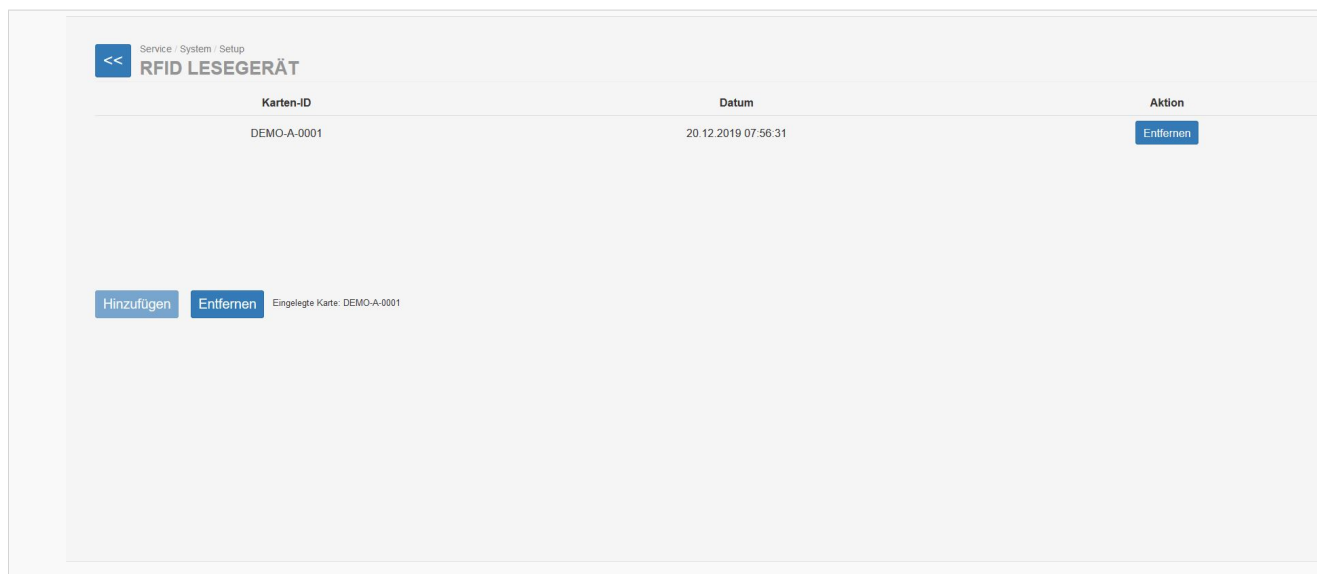 <<
Service / System / Setup
RFID LESEGERÄT
Karten-ID Datum Aktion
DEMO-A-0001 20.12.2019 07:56:31 Entfernen
Hinzufügen Entfernen Eingelegte Karte: DEMO-A-0001